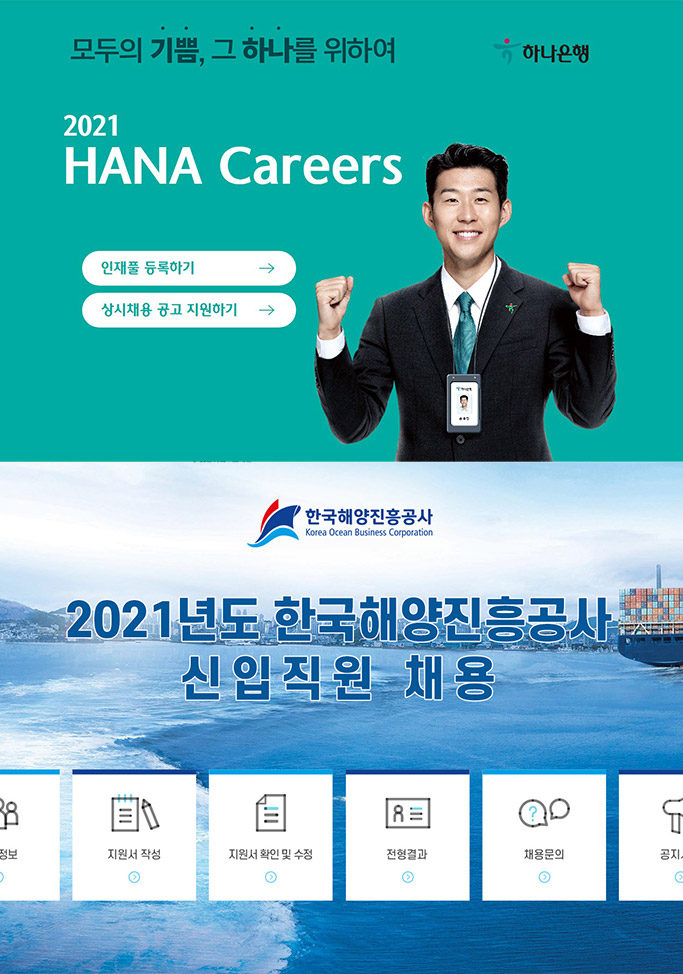 모두의 기쁨, 그 하나를 위하여
하나은행
2021
HANA Careers
인재풀 등록하기
상시채용 공고 지원하기
하나은행
한국해양진흥공사
Korea Ocean Business Corporation
2021년도 한국해양진흥공사
신입직원 채용
정보
지원서 작성
지원서 확인 및 수정
전형결과
채용문의
공지